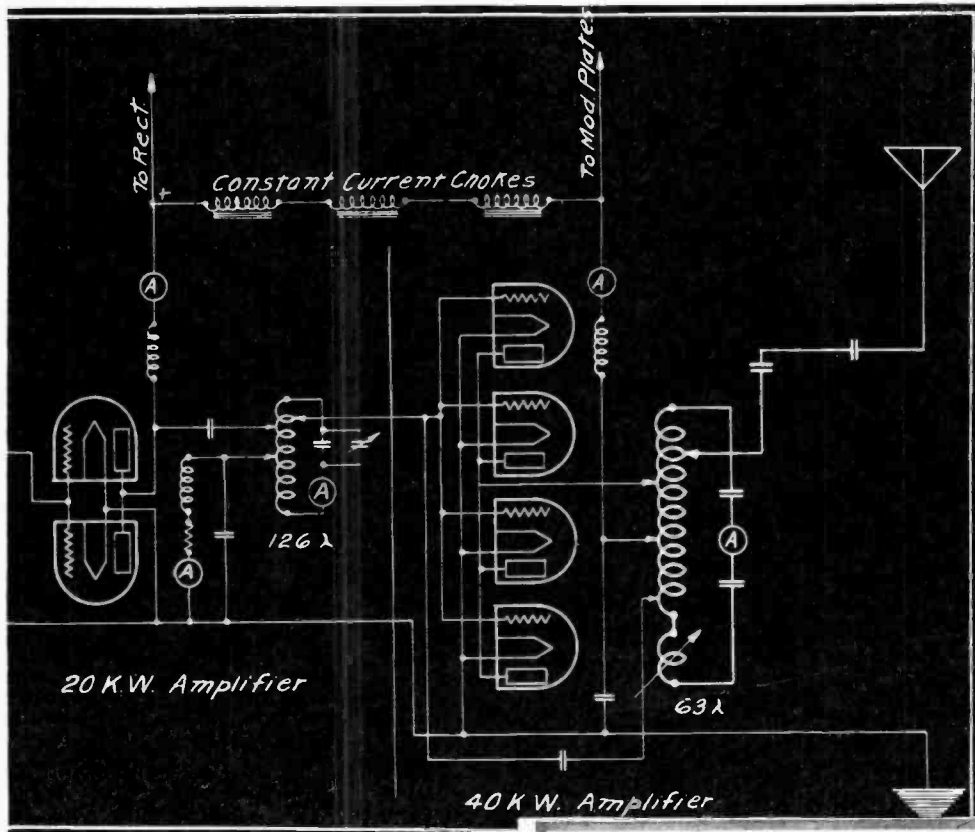 To Rect.
To Mod Plates
+
Constant Current Chokes
A
A
A
A
A
126 λ
20 K.W. Amplifier
63 λ
40 K.W. Amplifier